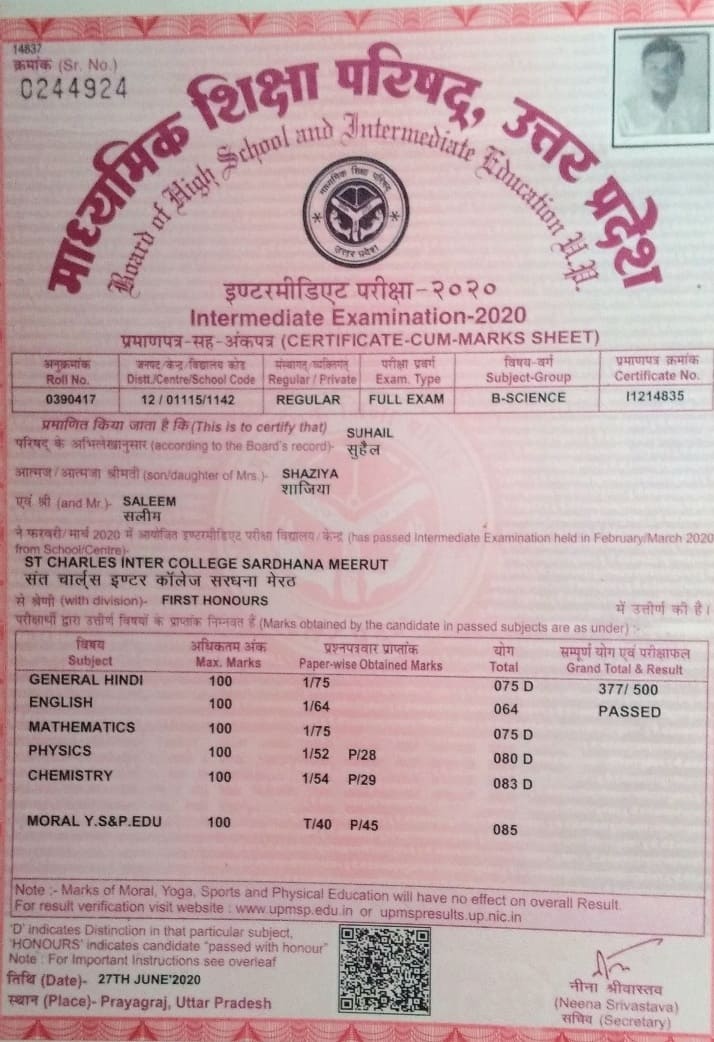 14837
क्रमांक (Sr. No.)
0244924
माध्यमिक शिक्षा परिषद्, उत्तर प्रदेश
Board of High School and Intermediate Education U.P.
माध्यमिक शिक्षा परिषद्
उत्तर प्रदेश
इण्टरमीडिएट परीक्षा-२०२०
Intermediate Examination-2020
प्रमाणपत्र-सह-अंकपत्र (CERTIFICATE-CUM-MARKS SHEET)
अनुक्रमांक जनपद/केन्द्र/विद्यालय कोड संस्थागत/व्यक्तिगत परीक्षा प्रवर्ग विषय-वर्ग प्रमाणपत्र क्रमांक
Roll No. Distt./Centre/School Code Regular / Private Exam. Type Subject-Group Certificate No.
0390417 12 / 01115/1142 REGULAR FULL EXAM B-SCIENCE I1214835
प्रमाणित किया जाता है कि (This is to certify that) SUHAIL
परिषद् के अभिलेखानुसार (according to the Board's record)- सुहैल
आत्मज/आत्मजा श्रीमती (son/daughter of Mrs.)- SHAZIYA
शाजिया
एवं श्री (and Mr.)- SALEEM
सलीम
ने फरवरी/मार्च 2020 में आयोजित इण्टरमीडिएट परीक्षा विद्यालय/केन्द्र (has passed Intermediate Examination held in February/March 2020
from School/Centre)-
ST CHARLES INTER COLLEGE SARDHANA MEERUT
संत चार्ल्स इण्टर कॉलेज सरधना मेरठ
से श्रेणी (with division)- FIRST HONOURS में उत्तीर्ण की है।
परीक्षार्थी द्वारा उत्तीर्ण विषयों के प्राप्तांक निम्नवत हैं (Marks obtained by the candidate in passed subjects are as under) :-
विषय अधिकतम अंक प्रश्नपत्रवार प्राप्तांक योग सम्पूर्ण योग एवं परीक्षाफल
Subject Max. Marks Paper-wise Obtained Marks Total Grand Total & Result
GENERAL HINDI 100 1/75 075 D 377/ 500
ENGLISH 100 1/64 064 PASSED
MATHEMATICS 100 1/75 075 D
PHYSICS 100 1/52 P/28 080 D
CHEMISTRY 100 1/54 P/29 083 D
MORAL Y.S&P.EDU 100 T/40 P/45 085
Note :- Marks of Moral, Yoga, Sports and Physical Education will have no effect on overall Result.
For result verification visit website : www.upmsp.edu.in or upmspresults.up.nic.in
'D' indicates Distinction in that particular subject,
'HONOURS' indicates candidate "passed with honour"
Note : For Important Instructions see overleaf
तिथि (Date)- 27TH JUNE'2020
स्थान (Place)- Prayagraj, Uttar Pradesh
नीना श्रीवास्तव
(Neena Srivastava)
सचिव (Secretary)